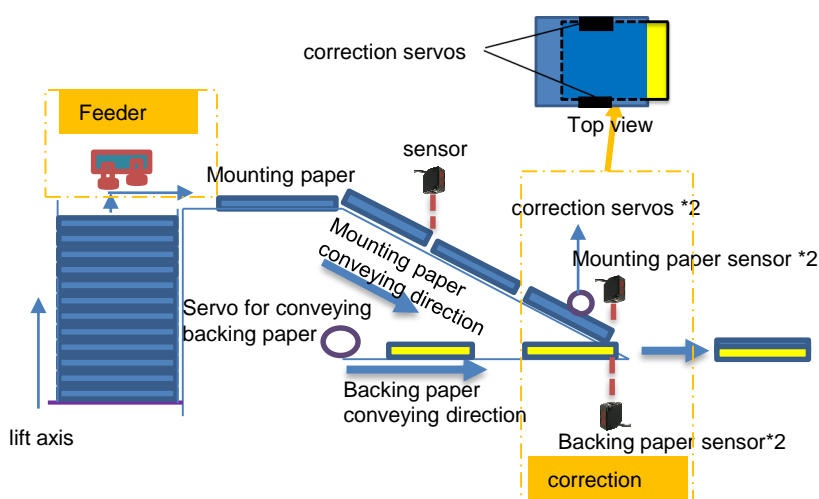 correction servos
Feeder
Top view
sensor
Mounting paper
correction servos *2
Mounting paper sensor *2
Mounting paper
conveying direction
Servo for conveying
backing paper
Backing paper
conveying direction
lift axis
Backing paper sensor*2
correction